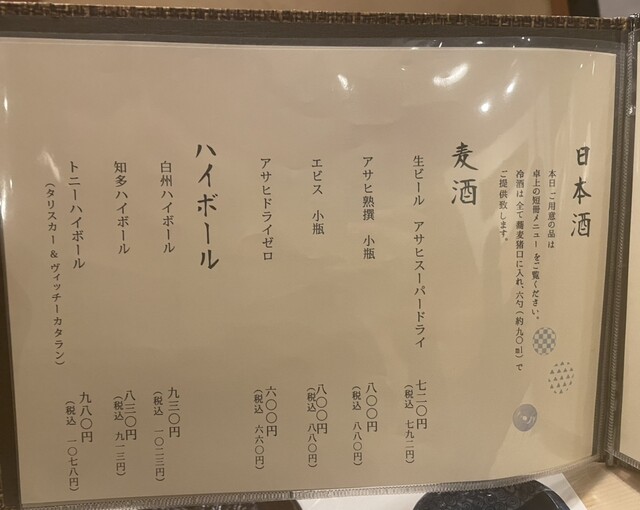 日本酒
本日ご用意の品は
卓上の短冊メニューをご覧ください。
冷酒は全て蕎麦猪口に入れ、六勺（約九〇ml）で
ご提供致します。
麦酒
生ビール アサヒスーパードライ 七二〇円
（税込 七九二円）
アサヒ熟撰 小瓶 八〇〇円
（税込 八八〇円）
エビス 小瓶 八〇〇円
（税込 八八〇円）
アサヒドライゼロ 六〇〇円
（税込 六六〇円）
ハイボール
白州ハイボール 九三〇円
（税込 一〇二三円）
知多ハイボール 八三〇円
（税込 九一三円）
トニーハイボール 九八〇円
（タリスカー＆ヴィッチーカタラン）
（税込 一〇七八円）